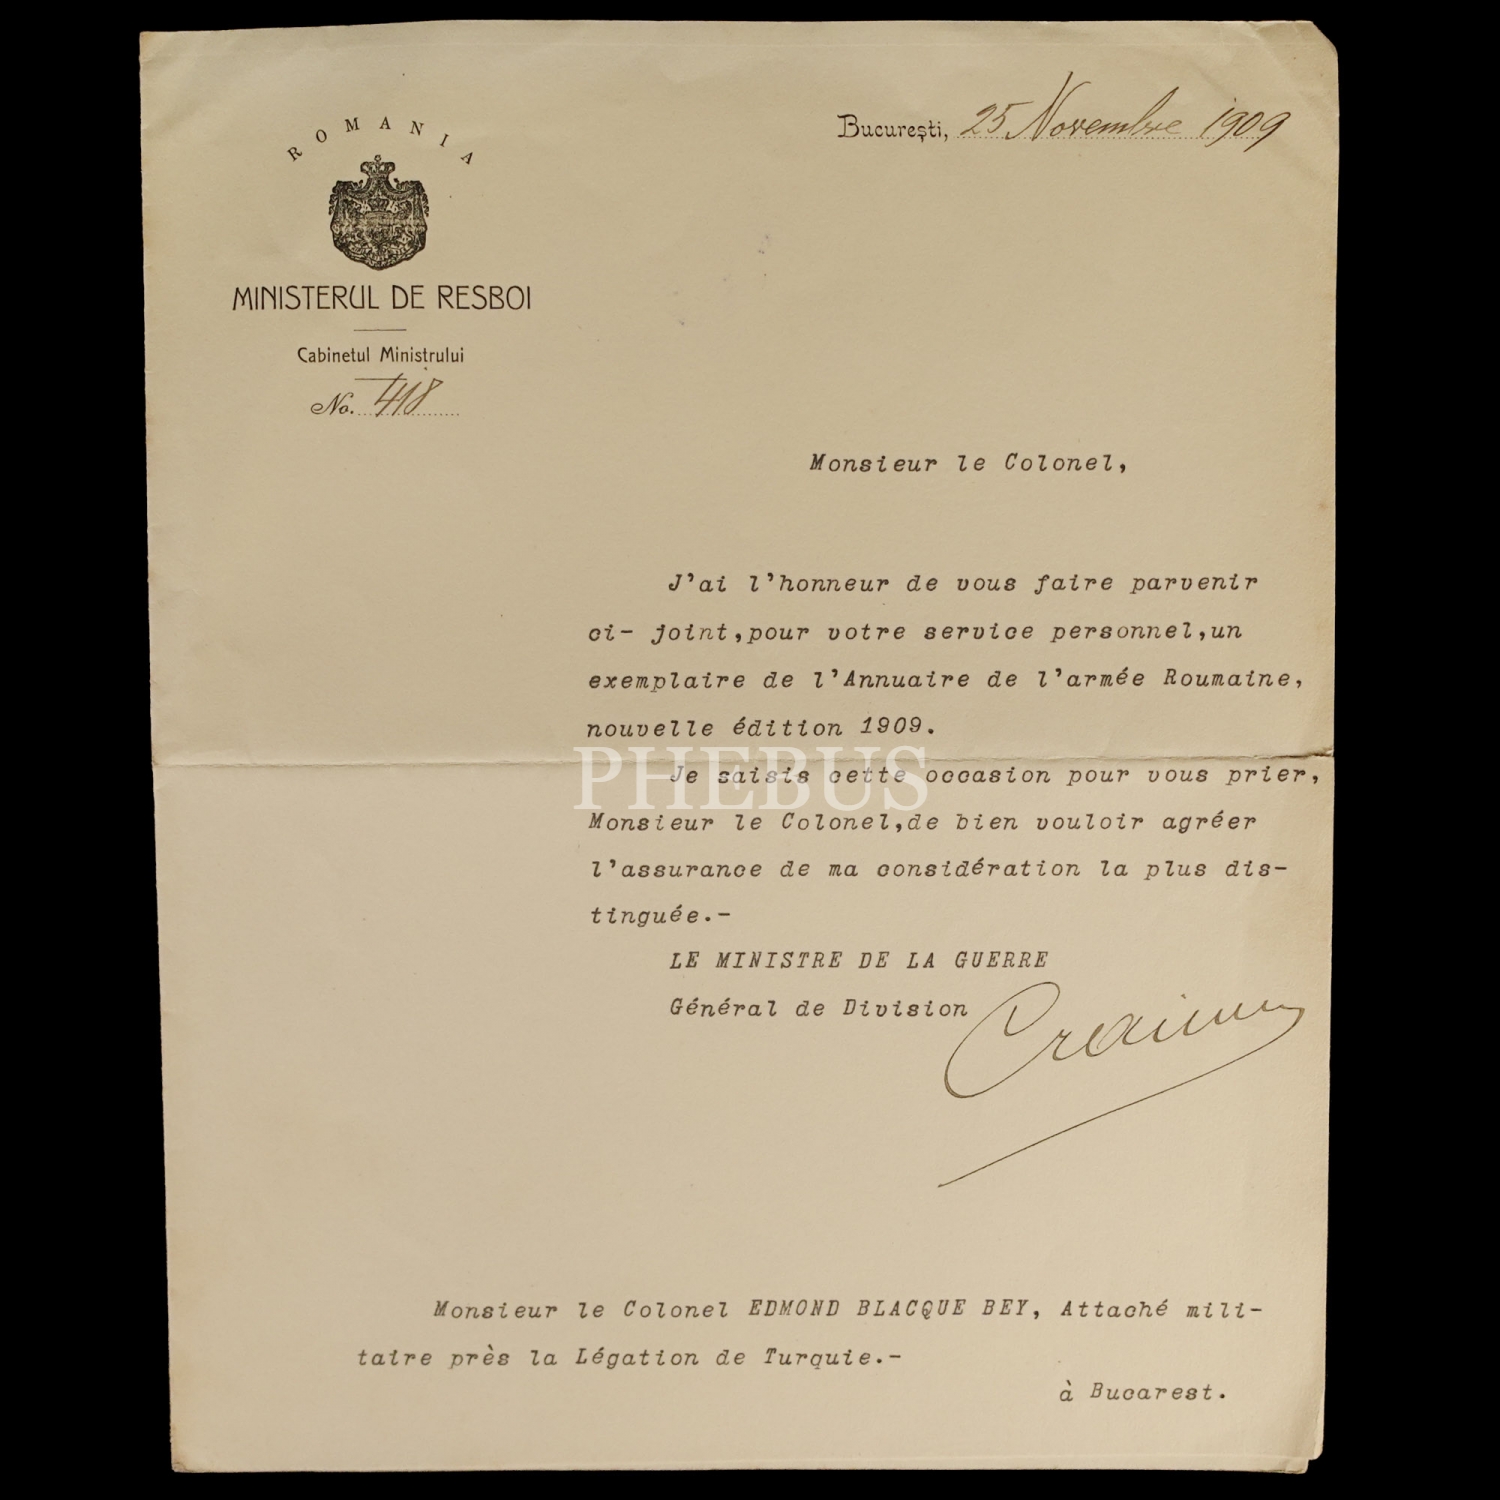 ROMANIA
MINISTERUL DE RESBOI
Cabinetul Ministrului
No. 418
Bucureşti, 25 Novembre 1909
Monsieur le Colonel,
J'ai l'honneur de vous faire parvenir
ci- joint,pour votre service personnel,un
exemplaire de l'Annuaire de l'armée Roumaine,
nouvelle édition 1909.
PHEBUS
Je saisis cette occasion pour vous prier,
Monsieur le Colonel,de bien vouloir agréer
l'assurance de ma considération la plus dis-
tinguée.-
LE MINISTRE DE LA GUERRE
Général de Division
Monsieur le Colonel EDMOND BLACQUE BEY, Attaché mili-
taire près la Légation de Turquie.-
à Bucarest.